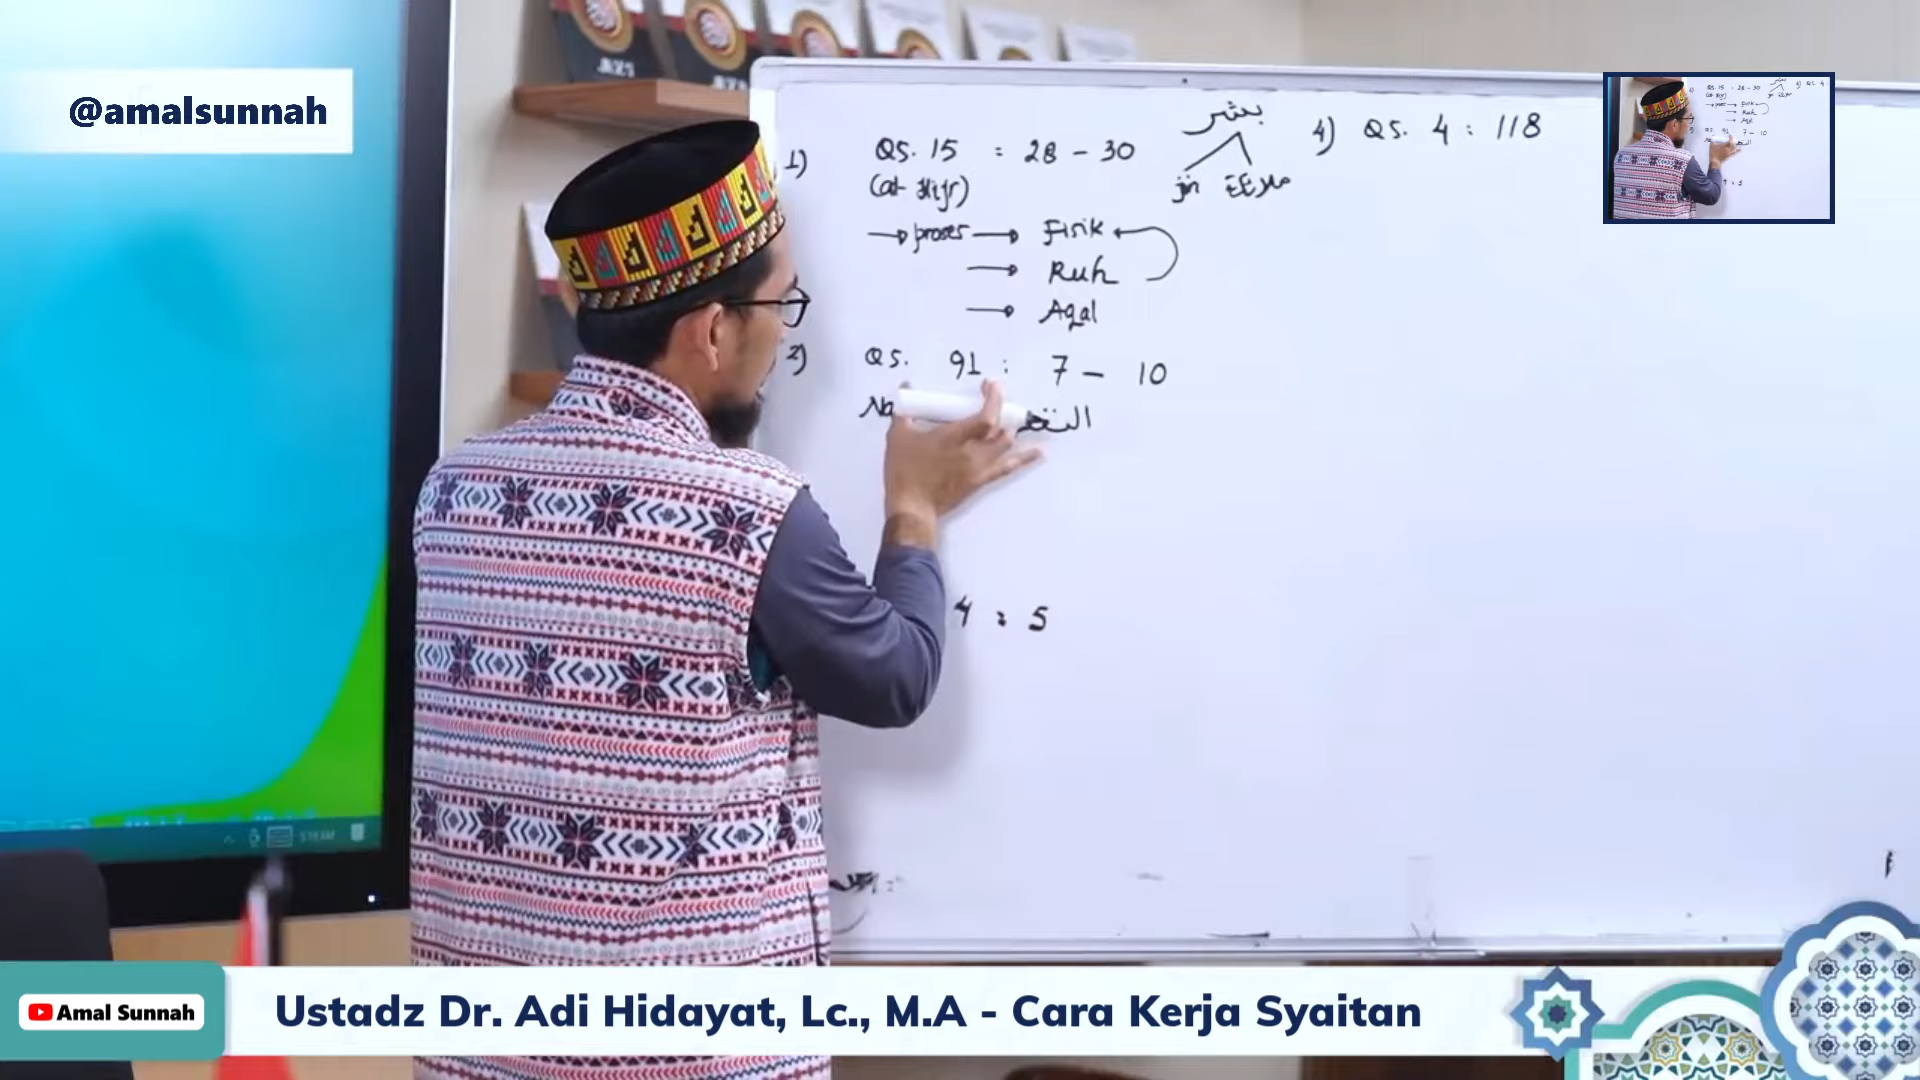 @amalsunnah
1) QS. 15 : 28 - 30
(al-Hijr)
→ proses → Fisik
→ Ruh
→ Aqal
بشر
jin ملائكة
4) QS. 4 : 118
2) QS. 91 : 7 - 10
Na
4 : 5
Amal Sunnah
Ustadz Dr. Adi Hidayat, Lc., M.A - Cara Kerja Syaitan